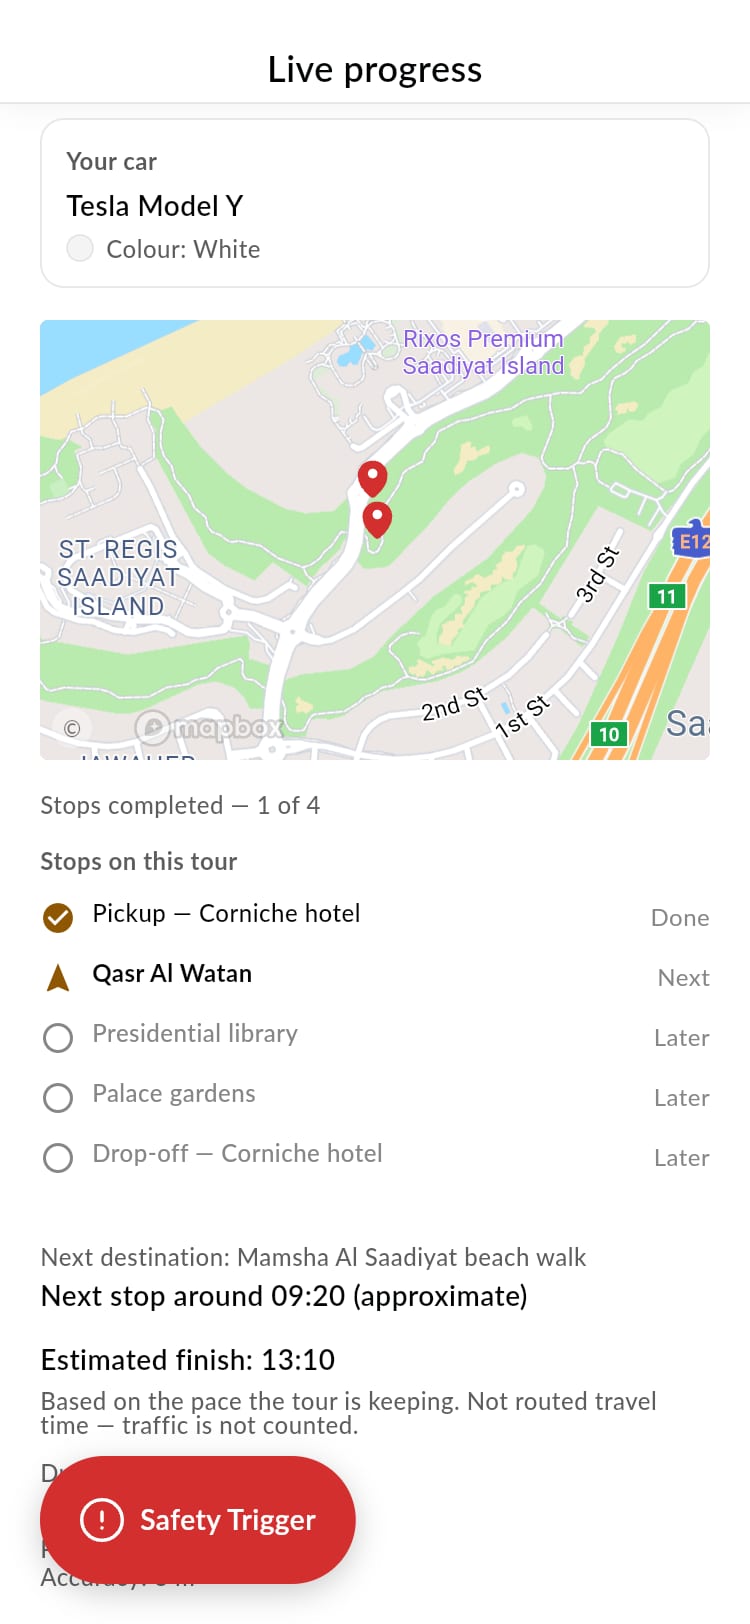 Live progress
Your car
Tesla Model Y
Colour: White
Rixos Premium
Saadiyat Island
ST. REGIS
SAADIYAT
ISLAND
E12
11
3rd St
2nd St
1st St
10
© mapbox
Stops completed — 1 of 4
Stops on this tour
Pickup — Corniche hotel Done
Qasr Al Watan Next
Presidential library Later
Palace gardens Later
Drop-off — Corniche hotel Later
Next destination: Mamsha Al Saadiyat beach walk
Next stop around 09:20 (approximate)
Estimated finish: 13:10
Based on the pace the tour is keeping. Not routed travel
time — traffic is not counted.
Safety Trigger